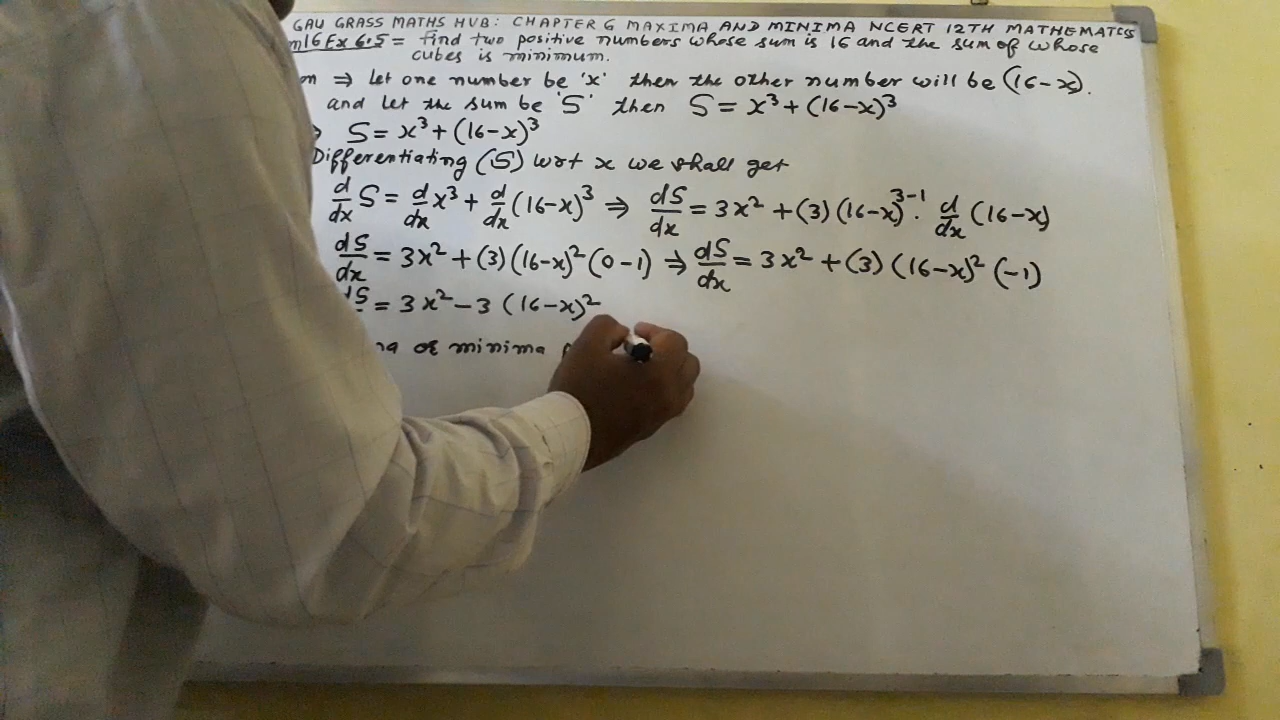 GAU GRASS MATHS HUB: CHAPTER 6 MAXIMA AND MINIMA NCERT 12TH MATHEMATICS
16 Ex 6.5 = Find two positive numbers whose sum is 16 and the sum of whose
cubes is minimum.
⇒ Let one number be 'x' then the other number will be (16-x).
and let the sum be 'S' then S = x³ + (16-x)³
S = x³ + (16-x)³
Differentiating (S) wrt x we shall get
d/dx S = d/dx x³ + d/dx (16-x)³ ⇒ dS/dx = 3x² + (3)(16-x)³⁻¹ . d/dx (16-x)
dS/dx = 3x² + (3)(16-x)² (0-1) ⇒ dS/dx = 3x² + (3) (16-x)² (-1)
dS/dx = 3x² - 3 (16-x)²
or minima